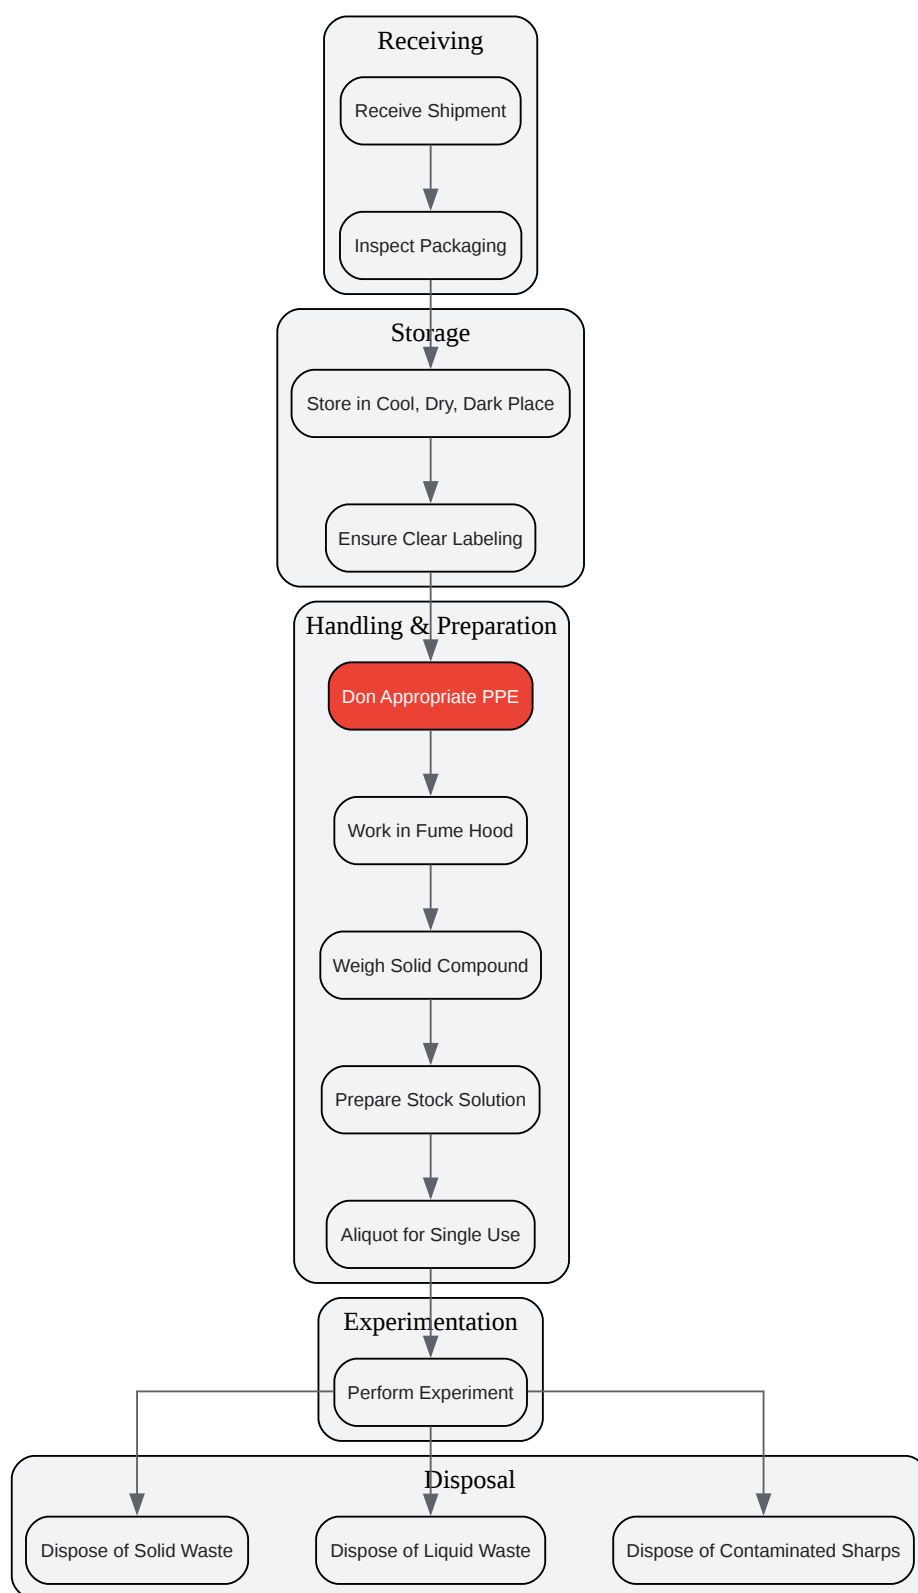 Receiving
Receive Shipment
Inspect Packaging
Storage
Store in Cool, Dry, Dark Place
Ensure Clear Labeling
Handling & Preparation
Don Appropriate PPE
Work in Fume Hood
Weigh Solid Compound
Prepare Stock Solution
Aliquot for Single Use
Experimentation
Perform Experiment
Disposal
Dispose of Solid Waste
Dispose of Liquid Waste
Dispose of Contaminated Sharps